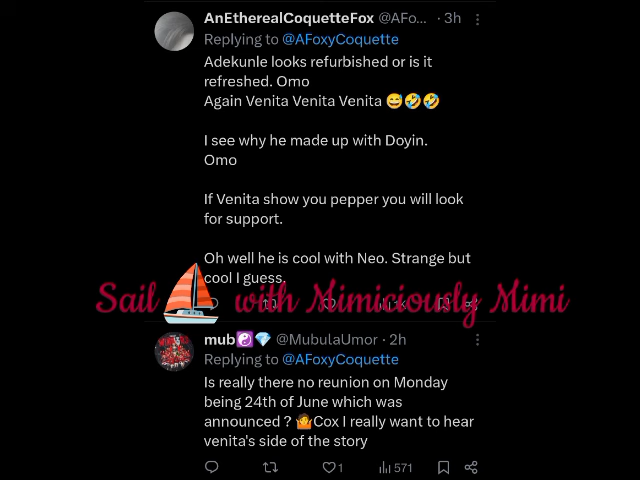 AnEtherealCoquetteFox @AFo... · 3h
Replying to @AFoxyCoquette
Adekunle looks refurbished or is it
refreshed. Omo
Again Venita Venita Venita 😅🤣🤣
I see why he made up with Doyin.
Omo
If Venita show you pepper you will look
for support.
Oh well he is cool with Neo. Strange but
cool I guess.
Sail with Mimiciously Mimi
mub☯️💎 @MubulaUmor · 2h
Replying to @AFoxyCoquette
Is really there no reunion on Monday
being 24th of June which was
announced ? 🤷Cox I really want to hear
venita's side of the story
1 571